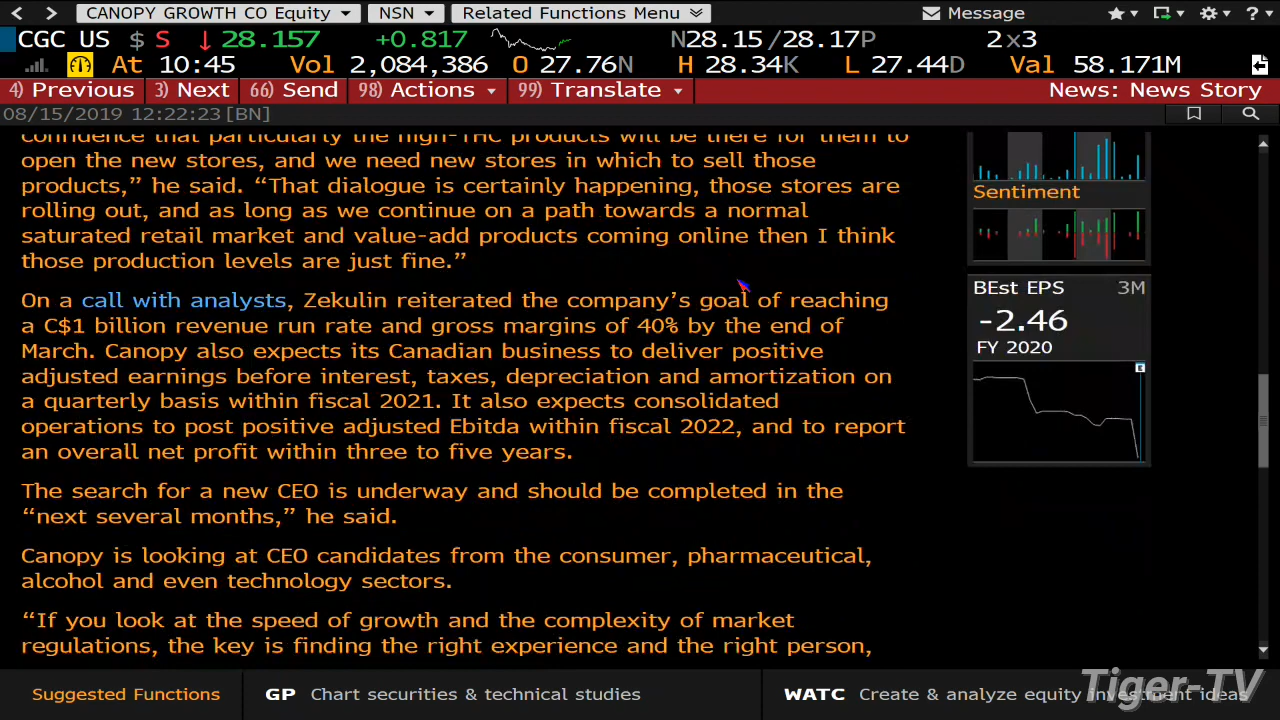 CANOPY GROWTH CO Equity NSN Related Functions Menu Message ?
CGC US $ S ↓ 28.157 +0.817 N28.15/28.17P 2x3
At 10:45 Vol 2,084,386 O 27.76N H 28.34K L 27.44D Val 58.171M
4) Previous 3) Next 66) Send 98) Actions 99) Translate News: News Story
08/15/2019 12:22:23 [BN]
confidence that particularly the high-THC products will be there for them to
open the new stores, and we need new stores in which to sell those
products,” he said. “That dialogue is certainly happening, those stores are
rolling out, and as long as we continue on a path towards a normal
saturated retail market and value-add products coming online then I think
those production levels are just fine.”
On a call with analysts, Zekulin reiterated the company’s goal of reaching
a C$1 billion revenue run rate and gross margins of 40% by the end of
March. Canopy also expects its Canadian business to deliver positive
adjusted earnings before interest, taxes, depreciation and amortization on
a quarterly basis within fiscal 2021. It also expects consolidated
operations to post positive adjusted Ebitda within fiscal 2022, and to report
an overall net profit within three to five years.
The search for a new CEO is underway and should be completed in the
“next several months,” he said.
Canopy is looking at CEO candidates from the consumer, pharmaceutical,
alcohol and even technology sectors.
“If you look at the speed of growth and the complexity of market
regulations, the key is finding the right experience and the right person,
Sentiment
BEst EPS 3M
-2.46
FY 2020
E
Suggested Functions GP Chart securities & technical studies WATC Create & analyze equity investment ideas
Tiger-TV